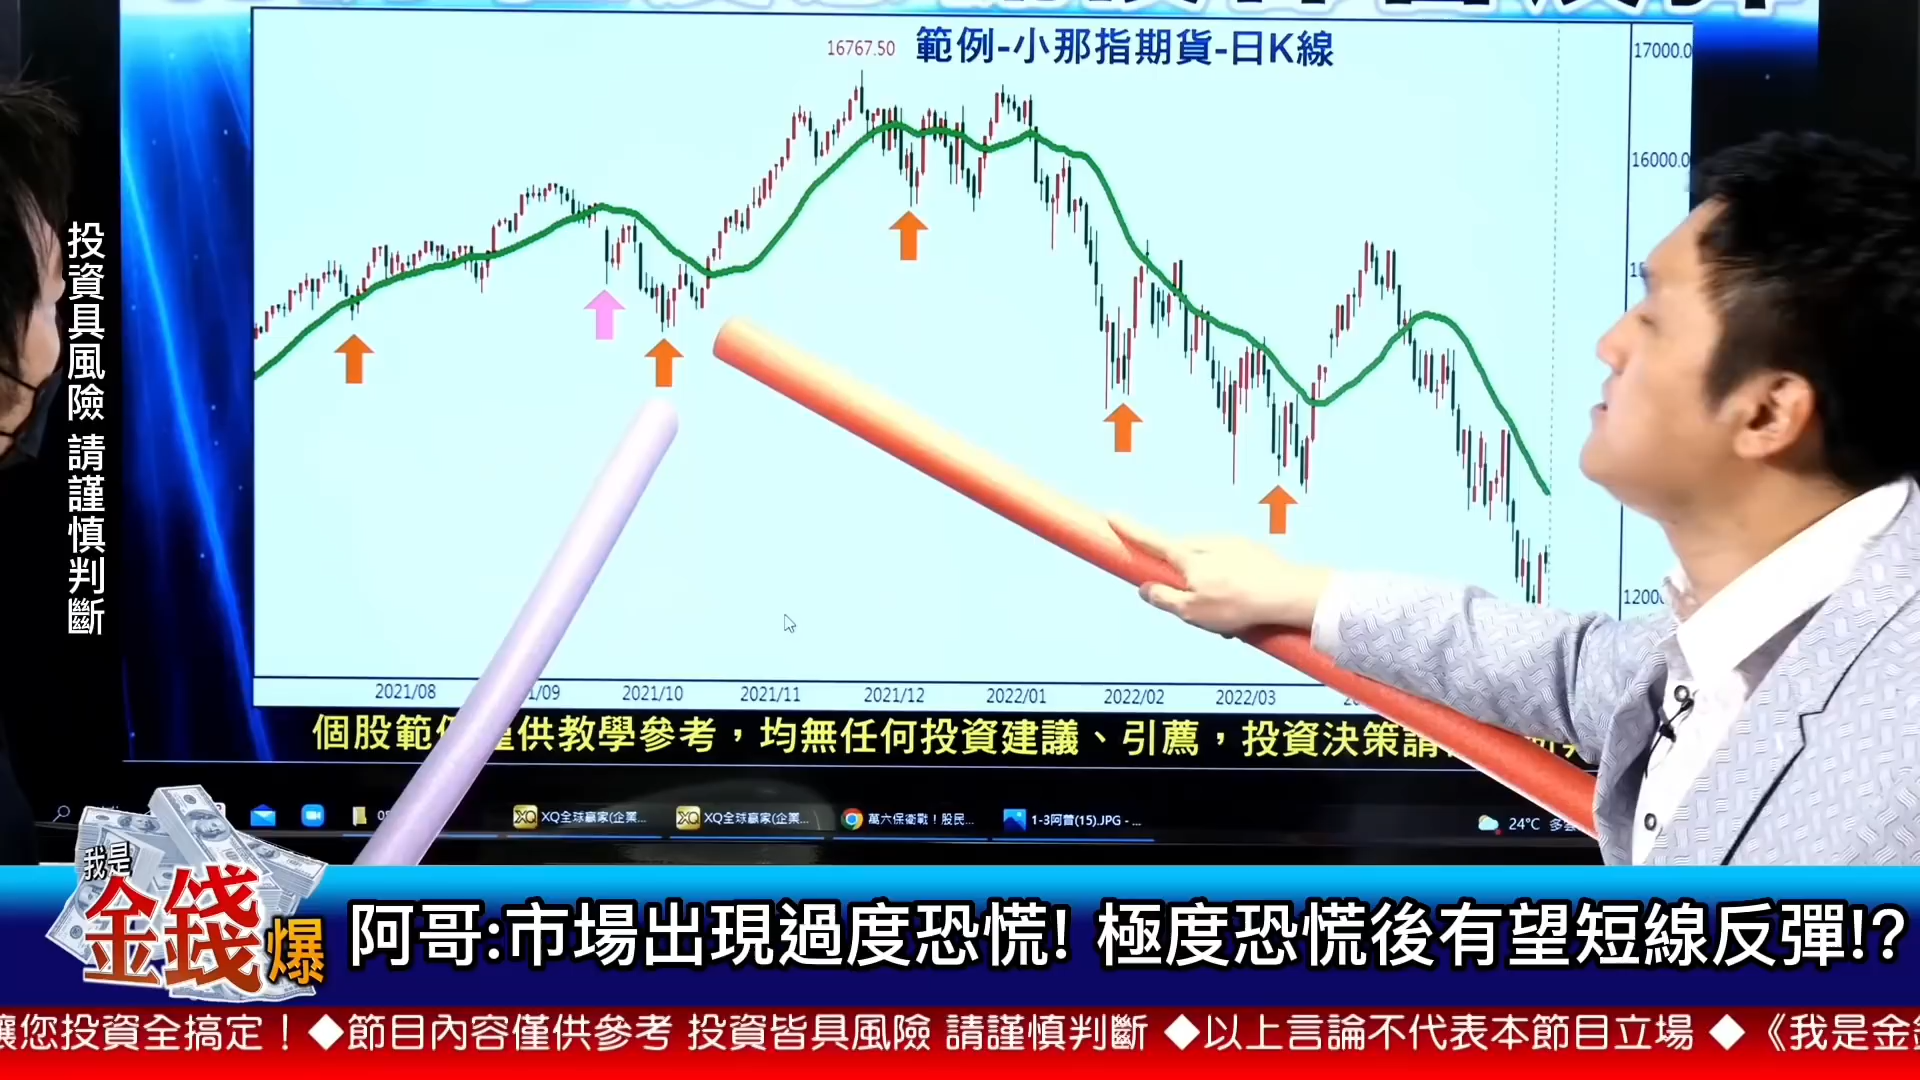 16767.50
範例-小那指期貨-日K線
17000.0
16000.0
12000
投資具風險 請謹慎判斷
2021/08
/09
2021/10
2021/11
2021/12
2022/01
2022/02
2022/03
個股範例僅供教學參考，均無任何投資建議、引薦，投資決策請
XQ全球贏家(企業...
XQ全球贏家(企業...
萬六保衛戰！股民...
1-3阿曾(15).JPG - ...
24°C 多雲
我是
金錢爆
阿哥:市場出現過度恐慌! 極度恐慌後有望短線反彈!?
讓您投資全搞定！◆節目內容僅供參考 投資皆具風險 請謹慎判斷 ◆以上言論不代表本節目立場 ◆《我是金錢